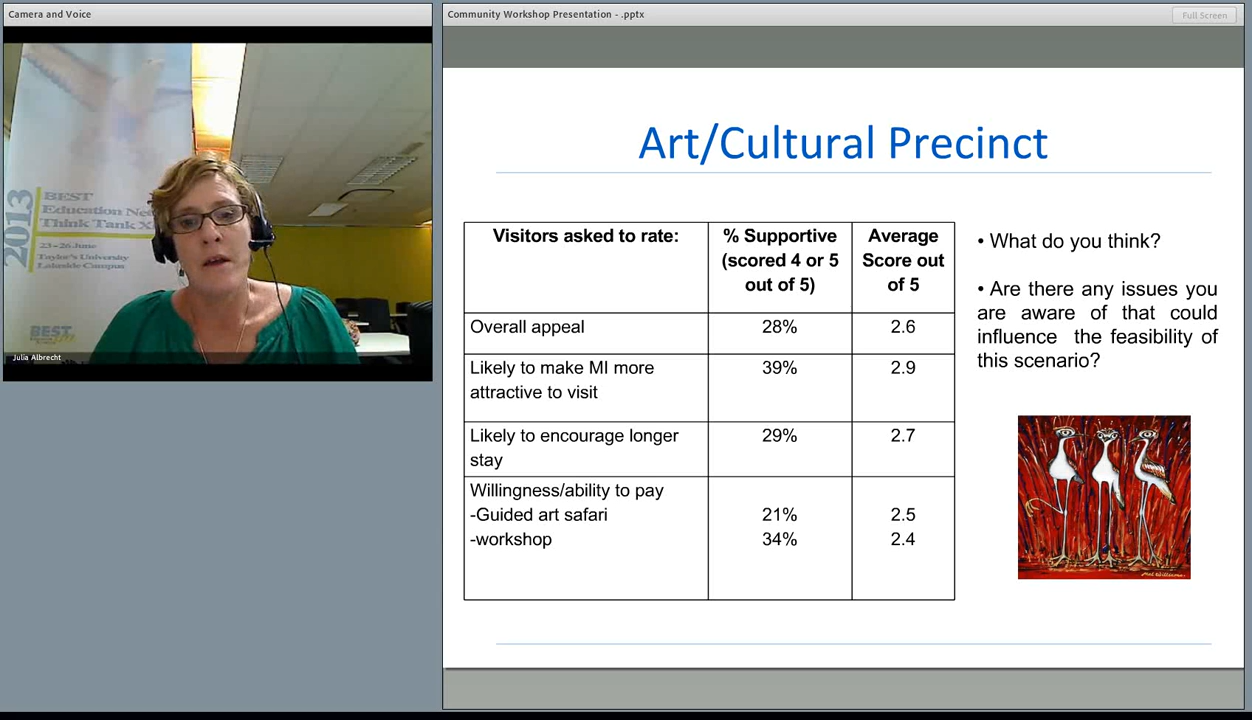 Camera and Voice
2013
BEST
Education Net
Think Tank XI
23-26 June
Taylor's University
Lakeside Campus
BEST
Julia Albrecht
Community Workshop Presentation - .pptx
Full Screen
Art/Cultural Precinct
Visitors asked to rate:
% Supportive
(scored 4 or 5
out of 5)
Average
Score out
of 5
Overall appeal
28%
2.6
Likely to make MI more
attractive to visit
39%
2.9
Likely to encourage longer
stay
29%
2.7
Willingness/ability to pay
-Guided art safari
21%
2.5
-workshop
34%
2.4
• What do you think?
• Are there any issues you
are aware of that could
influence the feasibility of
this scenario?